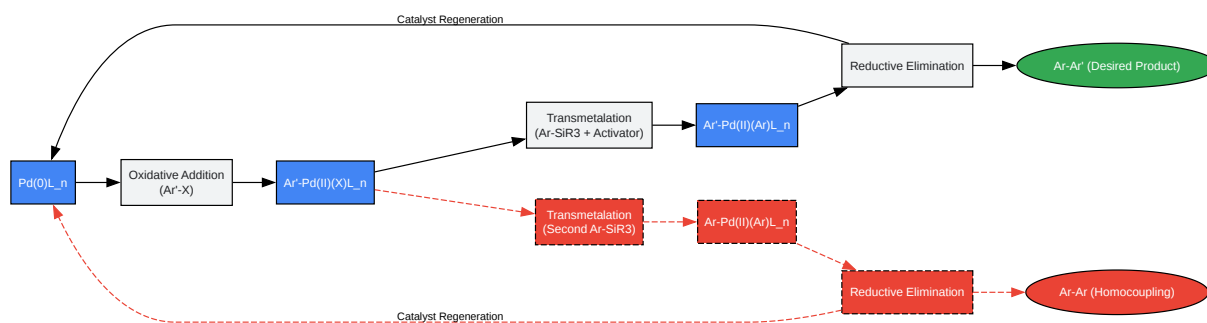 Catalyst Regeneration
Reductive Elimination
Ar-Ar' (Desired Product)
Transmetalation
(Ar-SiR3 + Activator)
Ar'-Pd(II)(Ar)L_n
Pd(0)L_n
Oxidative Addition
(Ar'-X)
Ar'-Pd(II)(X)L_n
Transmetalation
(Second Ar-SiR3)
Ar-Pd(II)(Ar)L_n
Reductive Elimination
Ar-Ar (Homocoupling)
Catalyst Regeneration